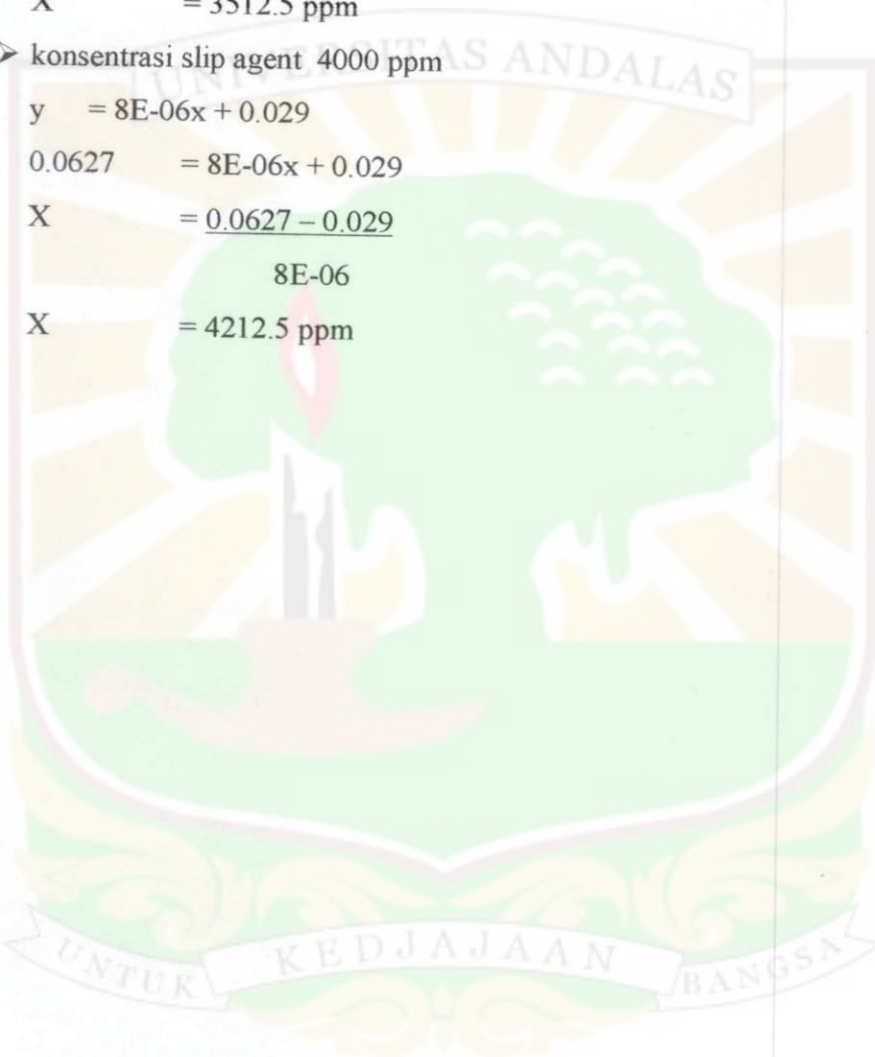 X = 3512.5 ppm
➤ konsentrasi slip agent 4000 ppm
UNIVERSITAS ANDALAS
y = 8E-06x + 0.029
0.0627 = 8E-06x + 0.029
X = 0.0627 – 0.029
8E-06
X = 4212.5 ppm
UNTUK KEDJAJAAN BANGSA